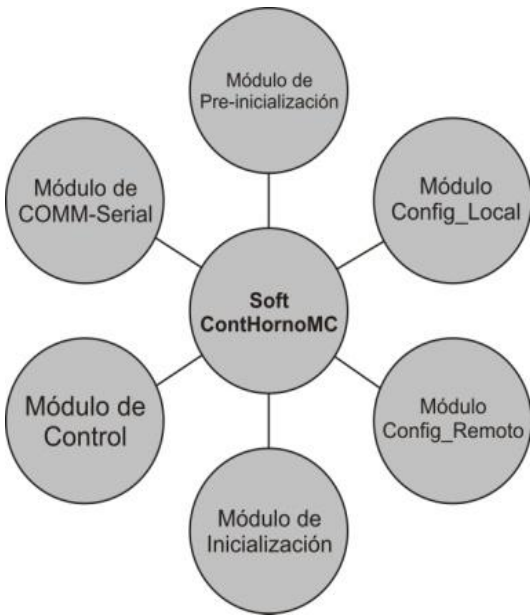 Módulo de
Pre-inicialización
Módulo de
COMM-Serial
Módulo
Config_Local
Soft
ContHornoMC
Módulo de
Control
Módulo
Config_Remoto
Módulo de
Inicialización